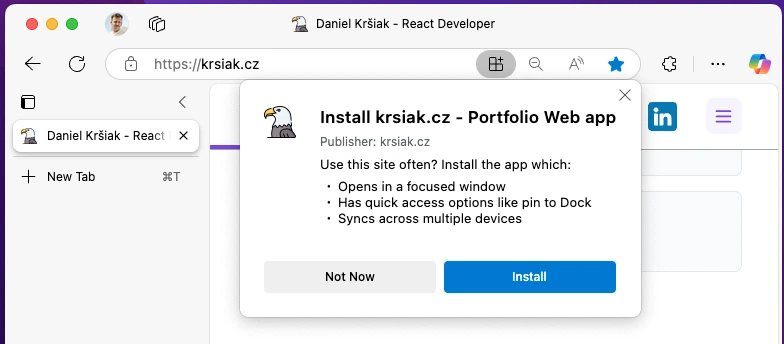 Daniel Kršiak - React Developer
https://krsiak.cz
Daniel Kršiak - React
New Tab ⌘T
Install krsiak.cz - Portfolio Web app
Publisher: krsiak.cz
Use this site often? Install the app which:
• Opens in a focused window
• Has quick access options like pin to Dock
• Syncs across multiple devices
Not Now
Install
in